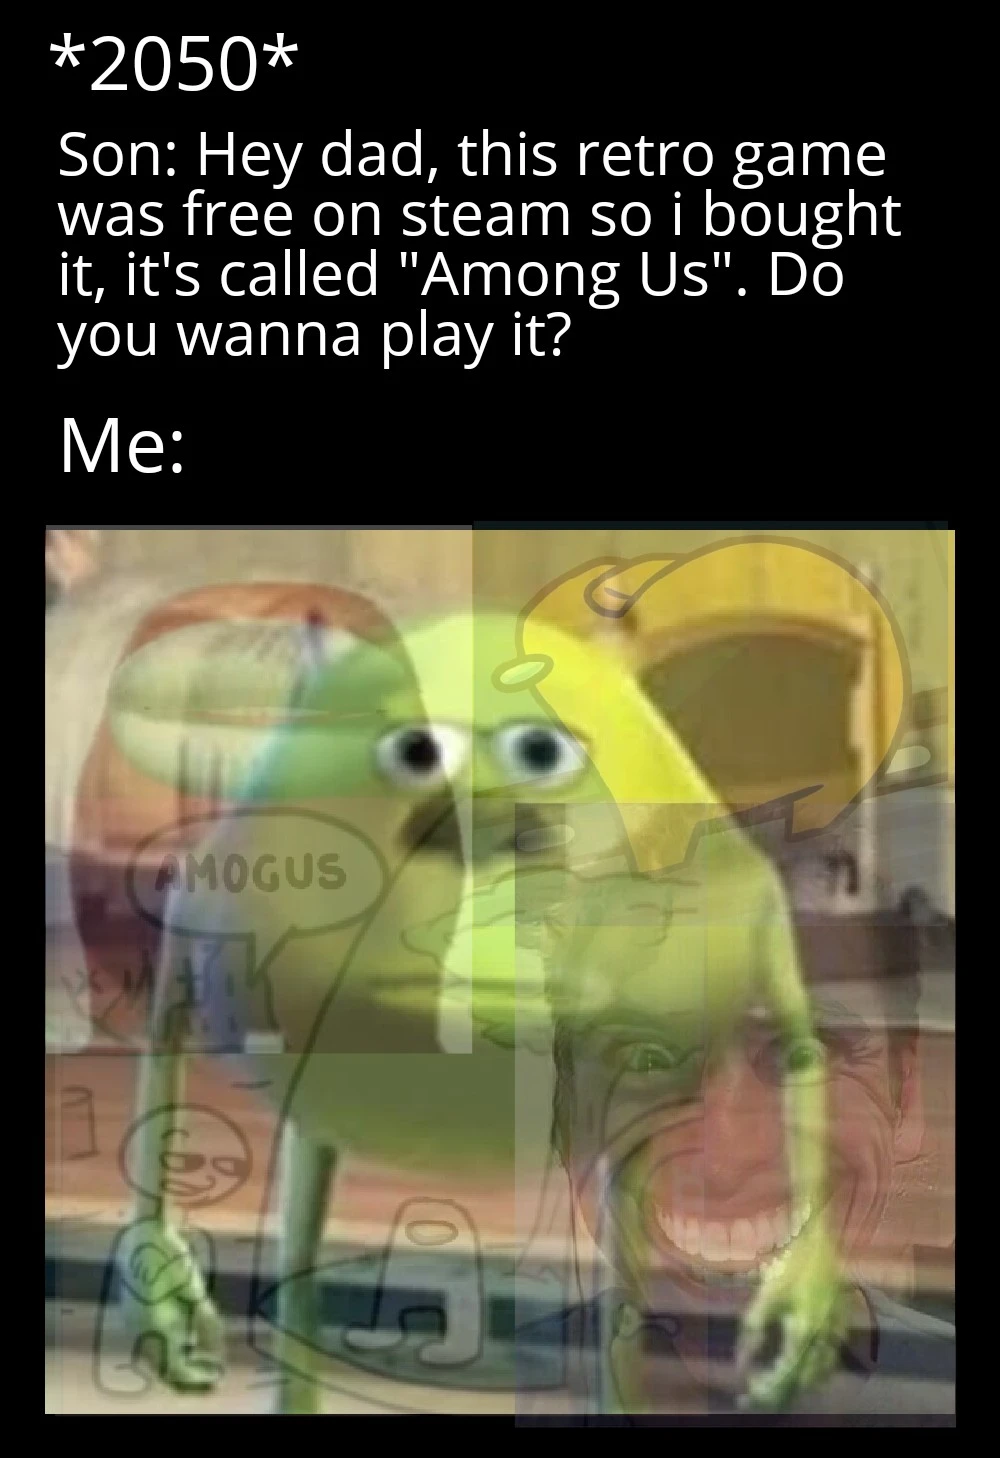 *2050*
Son: Hey dad, this retro game
was free on steam so i bought
it, it's called "Among Us". Do
you wanna play it?
Me:
AMOGUS